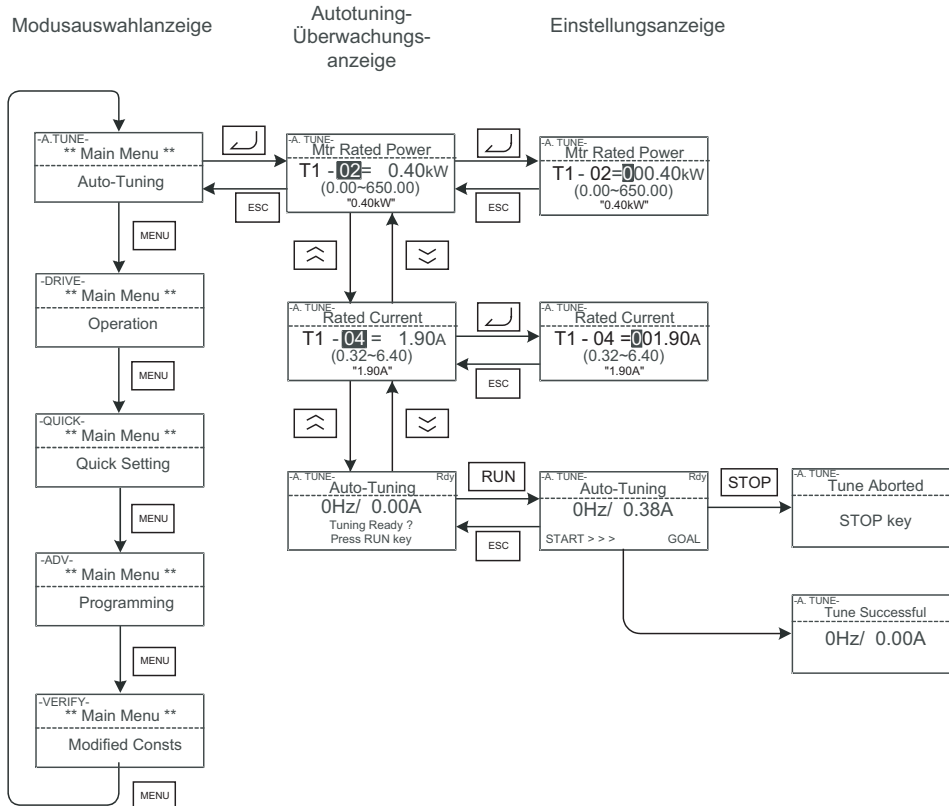 Modusauswahlanzeige
Autotuning-
Überwachungs-
anzeige
Einstellungsanzeige
-A.TUNE-
** Main Menu **
Auto-Tuning
ESC
-A. TUNE-
Mtr Rated Power
T1 - 02= 0.40kW
(0.00~650.00)
"0.40kW"
ESC
-A. TUNE-
Mtr Rated Power
T1 - 02=000.40kW
(0.00~650.00)
"0.40kW"
MENU
-DRIVE-
** Main Menu **
Operation
-A. TUNE-
Rated Current
T1 - 04 = 1.90A
(0.32~6.40)
"1.90A"
ESC
-A. TUNE-
Rated Current
T1 - 04 =001.90A
(0.32~6.40)
"1.90A"
MENU
-QUICK-
** Main Menu **
Quick Setting
-A. TUNE-
Rdy
Auto-Tuning
0Hz/ 0.00A
Tuning Ready ?
Press RUN key
RUN
ESC
-A. TUNE-
Rdy
Auto-Tuning
0Hz/ 0.38A
START > > > GOAL
STOP
-A. TUNE-
Tune Aborted
STOP key
MENU
-ADV-
** Main Menu **
Programming
-A. TUNE-
Tune Successful
0Hz/ 0.00A
MENU
-VERIFY-
** Main Menu **
Modified Consts
MENU